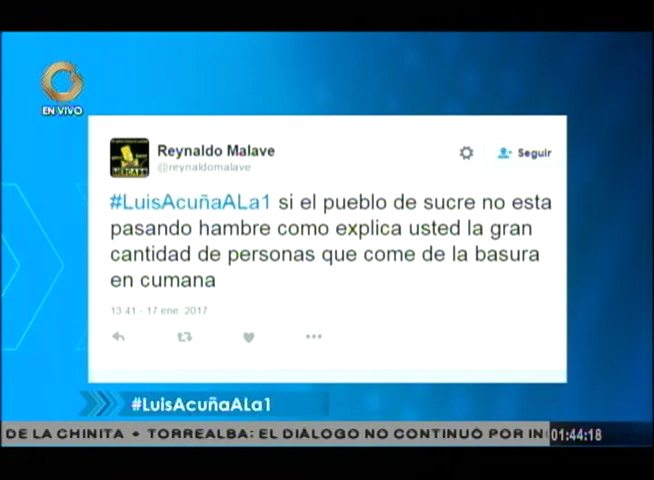 EN VIVO
Reynaldo Malave
@reynaldomalave
Seguir
#LuisAcuñaALa1 si el pueblo de sucre no esta
pasando hambre como explica usted la gran
cantidad de personas que come de la basura
en cumana
13:41 - 17 ene 2017
#LuisAcuñaALa1
DE LA CHINITA • TORREALBA: EL DIÁLOGO NO CONTINUÓ POR IN
01:44:18